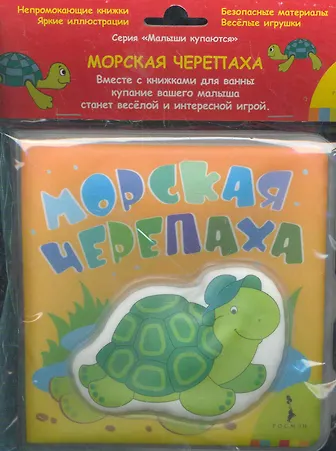 Непромокающие книжки
Яркие иллюстрации
Безопасные материалы
Весёлые игрушки
Серия «Малыши купаются»
МОРСКАЯ ЧЕРЕПАХА
Вместе с книжками для ванны
купание вашего малыша
станет весёлой и интересной игрой.
МОРСКАЯ
ЧЕРЕПАХА
РОСМЭН